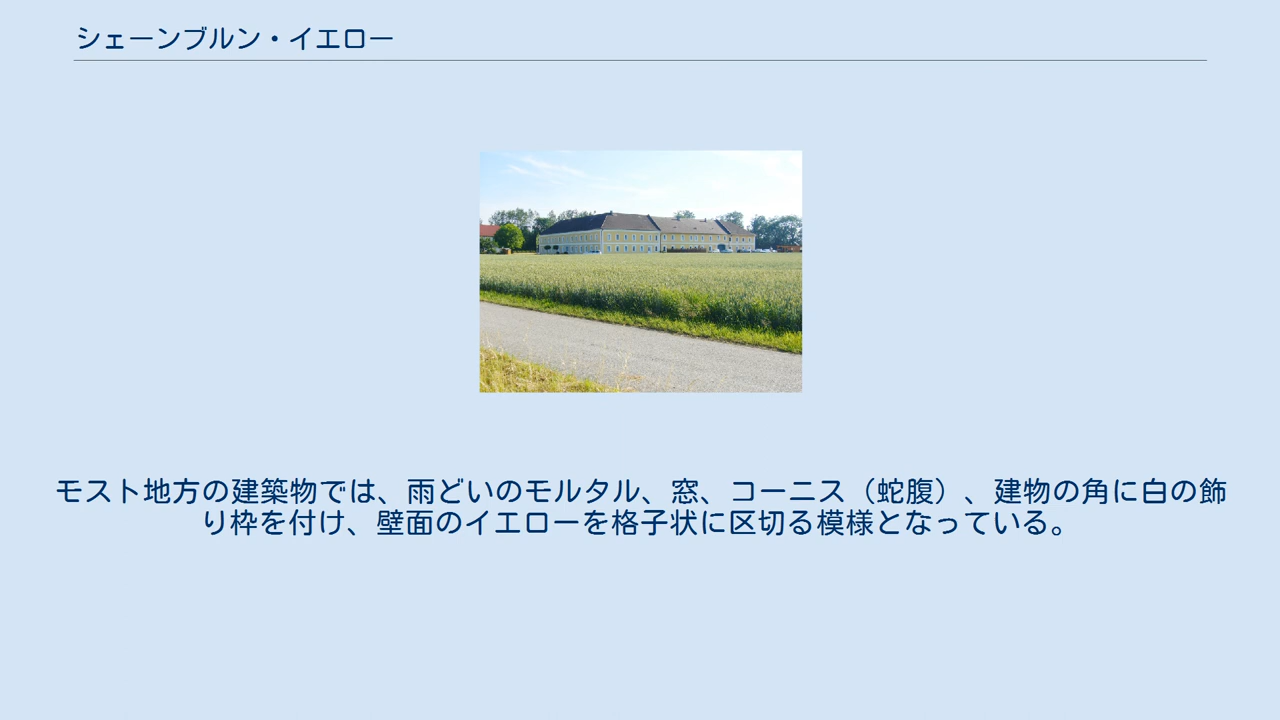 シェーンブルン・イエロー
モスト地方の建築物では、雨どいのモルタル、窓、コーニス（蛇腹）、建物の角に白の飾
り枠を付け、壁面のイエローを格子状に区切る模様となっている。